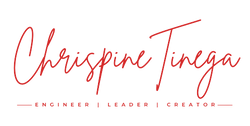 Chrispine Tinega
ENGINEER | LEADER | CREATOR